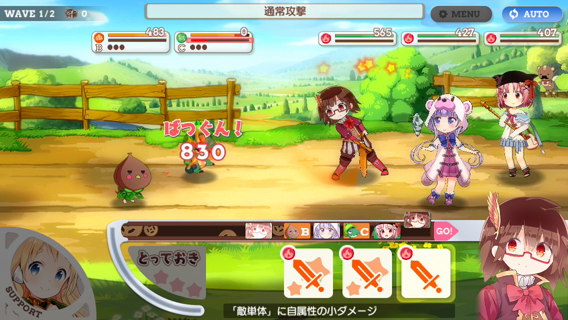 WAVE 1/2 0
通常攻撃
MENU
AUTO
483
B
0
C
565
427
407
ばつぐん!
830
B
C
GO!
とっておき
SUPPORT
「敵単体」に自属性の小ダメージ